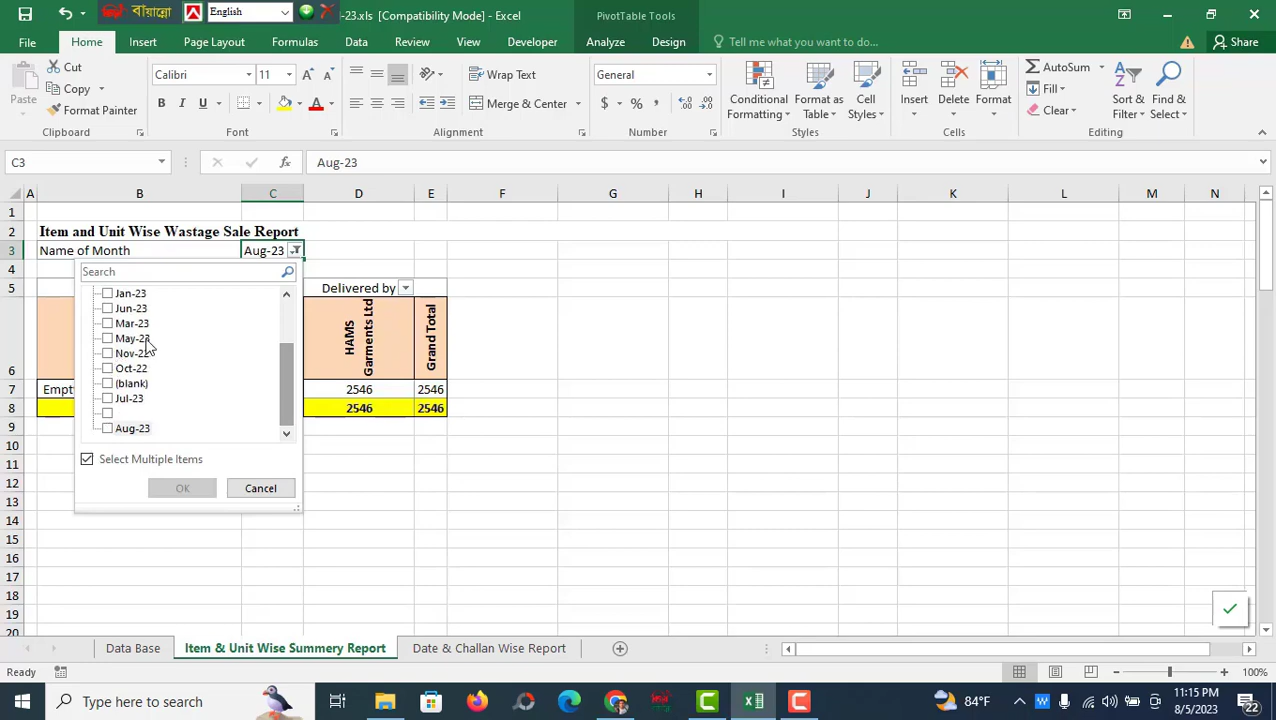 বায়ান্নো English -23.xls [Compatibility Mode] - Excel PivotTable Tools
File Home Insert Page Layout Formulas Data Review View Developer Analyze Design Tell me what you want to do... Share
Paste Cut Copy Format Painter Clipboard
Calibri 11 A A B I U A Font
Wrap Text Merge & Center Alignment
General $ % , Number
Conditional Formatting Format as Table Cell Styles Styles
Insert Delete Format Cells
AutoSum Fill Clear Sort & Filter Find & Select Editing
C3 fx Aug-23
A B C D E F G H I J K L M N
1
2 Item and Unit Wise Wastage Sale Report
3 Name of Month Aug-23
4
5 Delivered by
6 HAMS Garments Ltd Grand Total
7 Empt 2546 2546
8 2546 2546
9
10
11
12
13
14
15
16
17
18
19
20
Search
Jan-23
Jun-23
Mar-23
May-23
Nov-22
Oct-22
(blank)
Jul-23
Aug-23
Select Multiple Items
OK Cancel
Data Base Item & Unit Wise Summery Report Date & Challan Wise Report
Ready 100%
Type here to search 84°F 11:15 PM
8/5/2023 22